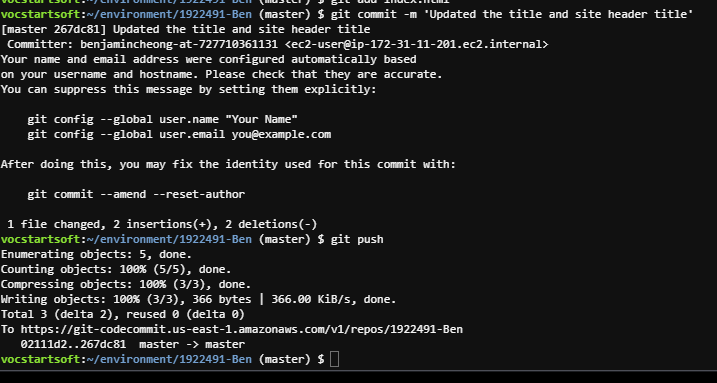 vocstartsoft:~/environment/1922491-Ben (master) $ git add index.html
vocstartsoft:~/environment/1922491-Ben (master) $ git commit -m 'Updated the title and site header title'
[master 267dc81] Updated the title and site header title
 Committer: benjamincheong-at-727710361131 <ec2-user@ip-172-31-11-201.ec2.internal>
Your name and email address were configured automatically based
on your username and hostname. Please check that they are accurate.
You can suppress this message by setting them explicitly:

    git config --global user.name "Your Name"
    git config --global user.email you@example.com

After doing this, you may fix the identity used for this commit with:

    git commit --amend --reset-author

 1 file changed, 2 insertions(+), 2 deletions(-)
vocstartsoft:~/environment/1922491-Ben (master) $ git push
Enumerating objects: 5, done.
Counting objects: 100% (5/5), done.
Compressing objects: 100% (3/3), done.
Writing objects: 100% (3/3), 366 bytes | 366.00 KiB/s, done.
Total 3 (delta 2), reused 0 (delta 0)
To https://git-codecommit.us-east-1.amazonaws.com/v1/repos/1922491-Ben
   02111d2..267dc81  master -> master
vocstartsoft:~/environment/1922491-Ben (master) $